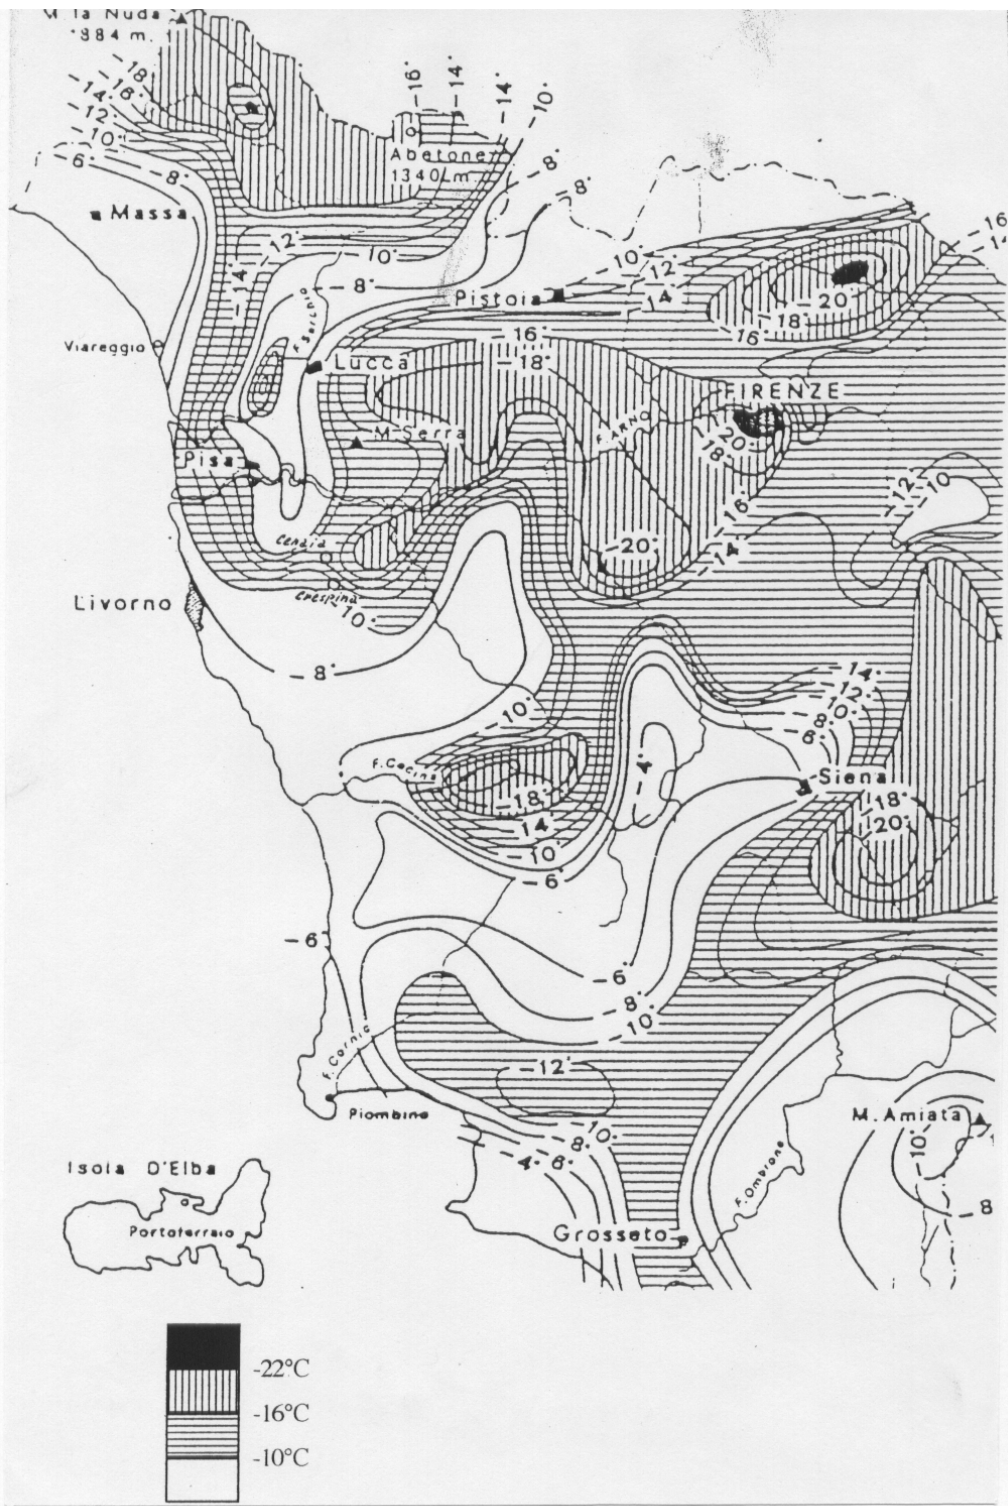 M. la Nuda
1884 m.
-18
-16°
-14°
-12°
-10°
-6°
-8°
-16°
-14°
-14°
-10°
Abetone
1340 m
-8°
-8°
Massa
-12°
-10°
-14°
-8°
-10°
-12°
-14°
-16
Pistoia
-20°
-18°
-16°
F. Serchio
Viareggio
-16°
-18°
Lucca
FIRENZE
F. ARNO
M. Serra
-20°
-18°
Pisa
-12
-10
-16°
-14°
-20°
Cenaia
Crespina
-10°
Livorno
-8°
-14°
-12°
-10°
-8°
-6°
-10°
F. Cecina
-4°
-18°
Siena
-14°
-18°
-20°
-10°
-6°
-6°
-6°
-8°
-10°
F. Cornia
-12°
Piombino
M. Amiata
-10°
-10°
-8°
-4°
-6°
Isola D'Elba
F. Ombrone
-8
Portoferraio
Grosseto
-22°C
-16°C
-10°C